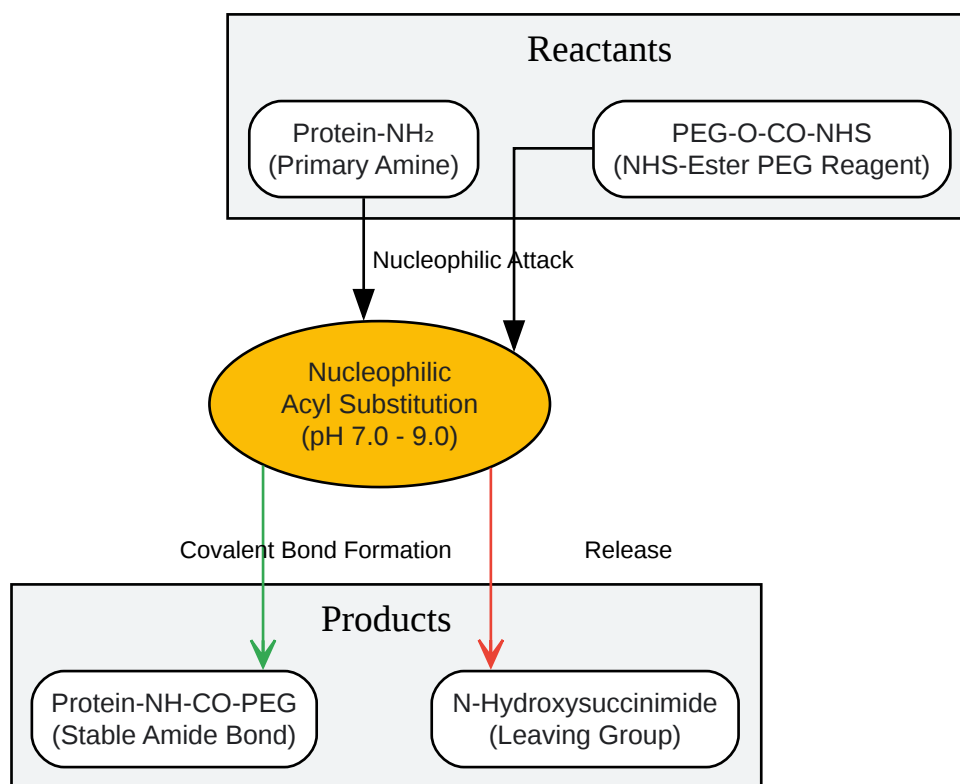 Reactants
Protein-NH₂
(Primary Amine)
PEG-O-CO-NHS
(NHS-Ester PEG Reagent)
Nucleophilic Attack
Nucleophilic
Acyl Substitution
(pH 7.0 - 9.0)
Covalent Bond Formation
Release
Products
Protein-NH-CO-PEG
(Stable Amide Bond)
N-Hydroxysuccinimide
(Leaving Group)